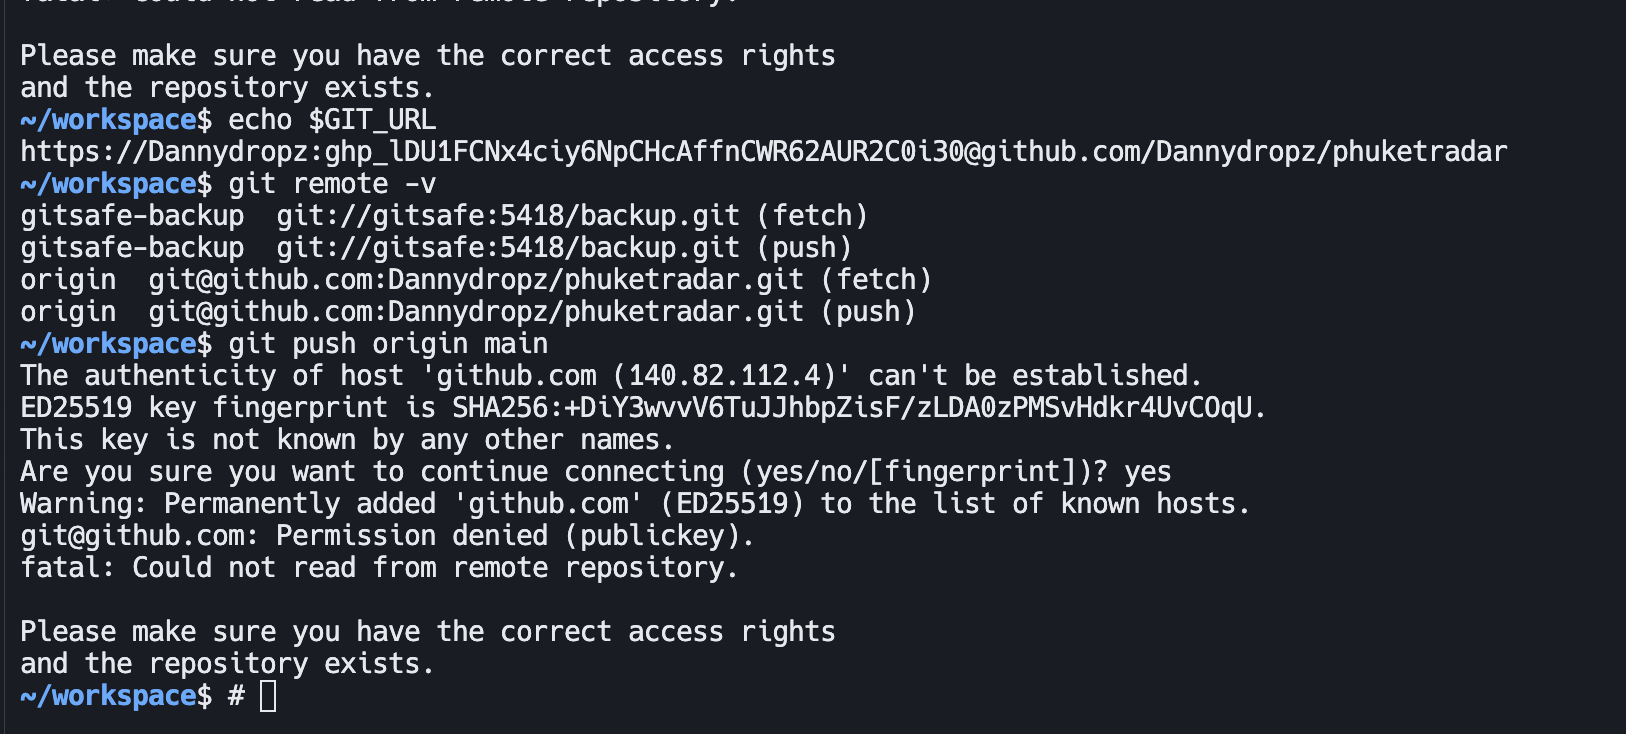 Please make sure you have the correct access rights
and the repository exists.
~/workspace$ echo $GIT_URL
https://Dannydropz: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@github.com/Dannydropz/phuketradar
~/workspace$ git remote -v
gitsafe-backup  git://gitsafe:5418/backup.git (fetch)
gitsafe-backup  git://gitsafe:5418/backup.git (push)
origin  git@github.com:Dannydropz/phuketradar.git (fetch)
origin  git@github.com:Dannydropz/phuketradar.git (push)
~/workspace$ git push origin main
The authenticity of host 'github.com (140.82.112.4)' can't be established.
ED25519 key fingerprint is SHA256:+DiY3wvvV6TuJJhbpZisF/zLDA0zPMSvHdkr4UvCOqU.
This key is not known by any other names.
Are you sure you want to continue connecting (yes/no/[fingerprint])? yes
Warning: Permanently added 'github.com' (ED25519) to the list of known hosts.
git@github.com: Permission denied (publickey).
fatal: Could not read from remote repository.

Please make sure you have the correct access rights
and the repository exists.
~/workspace$ #